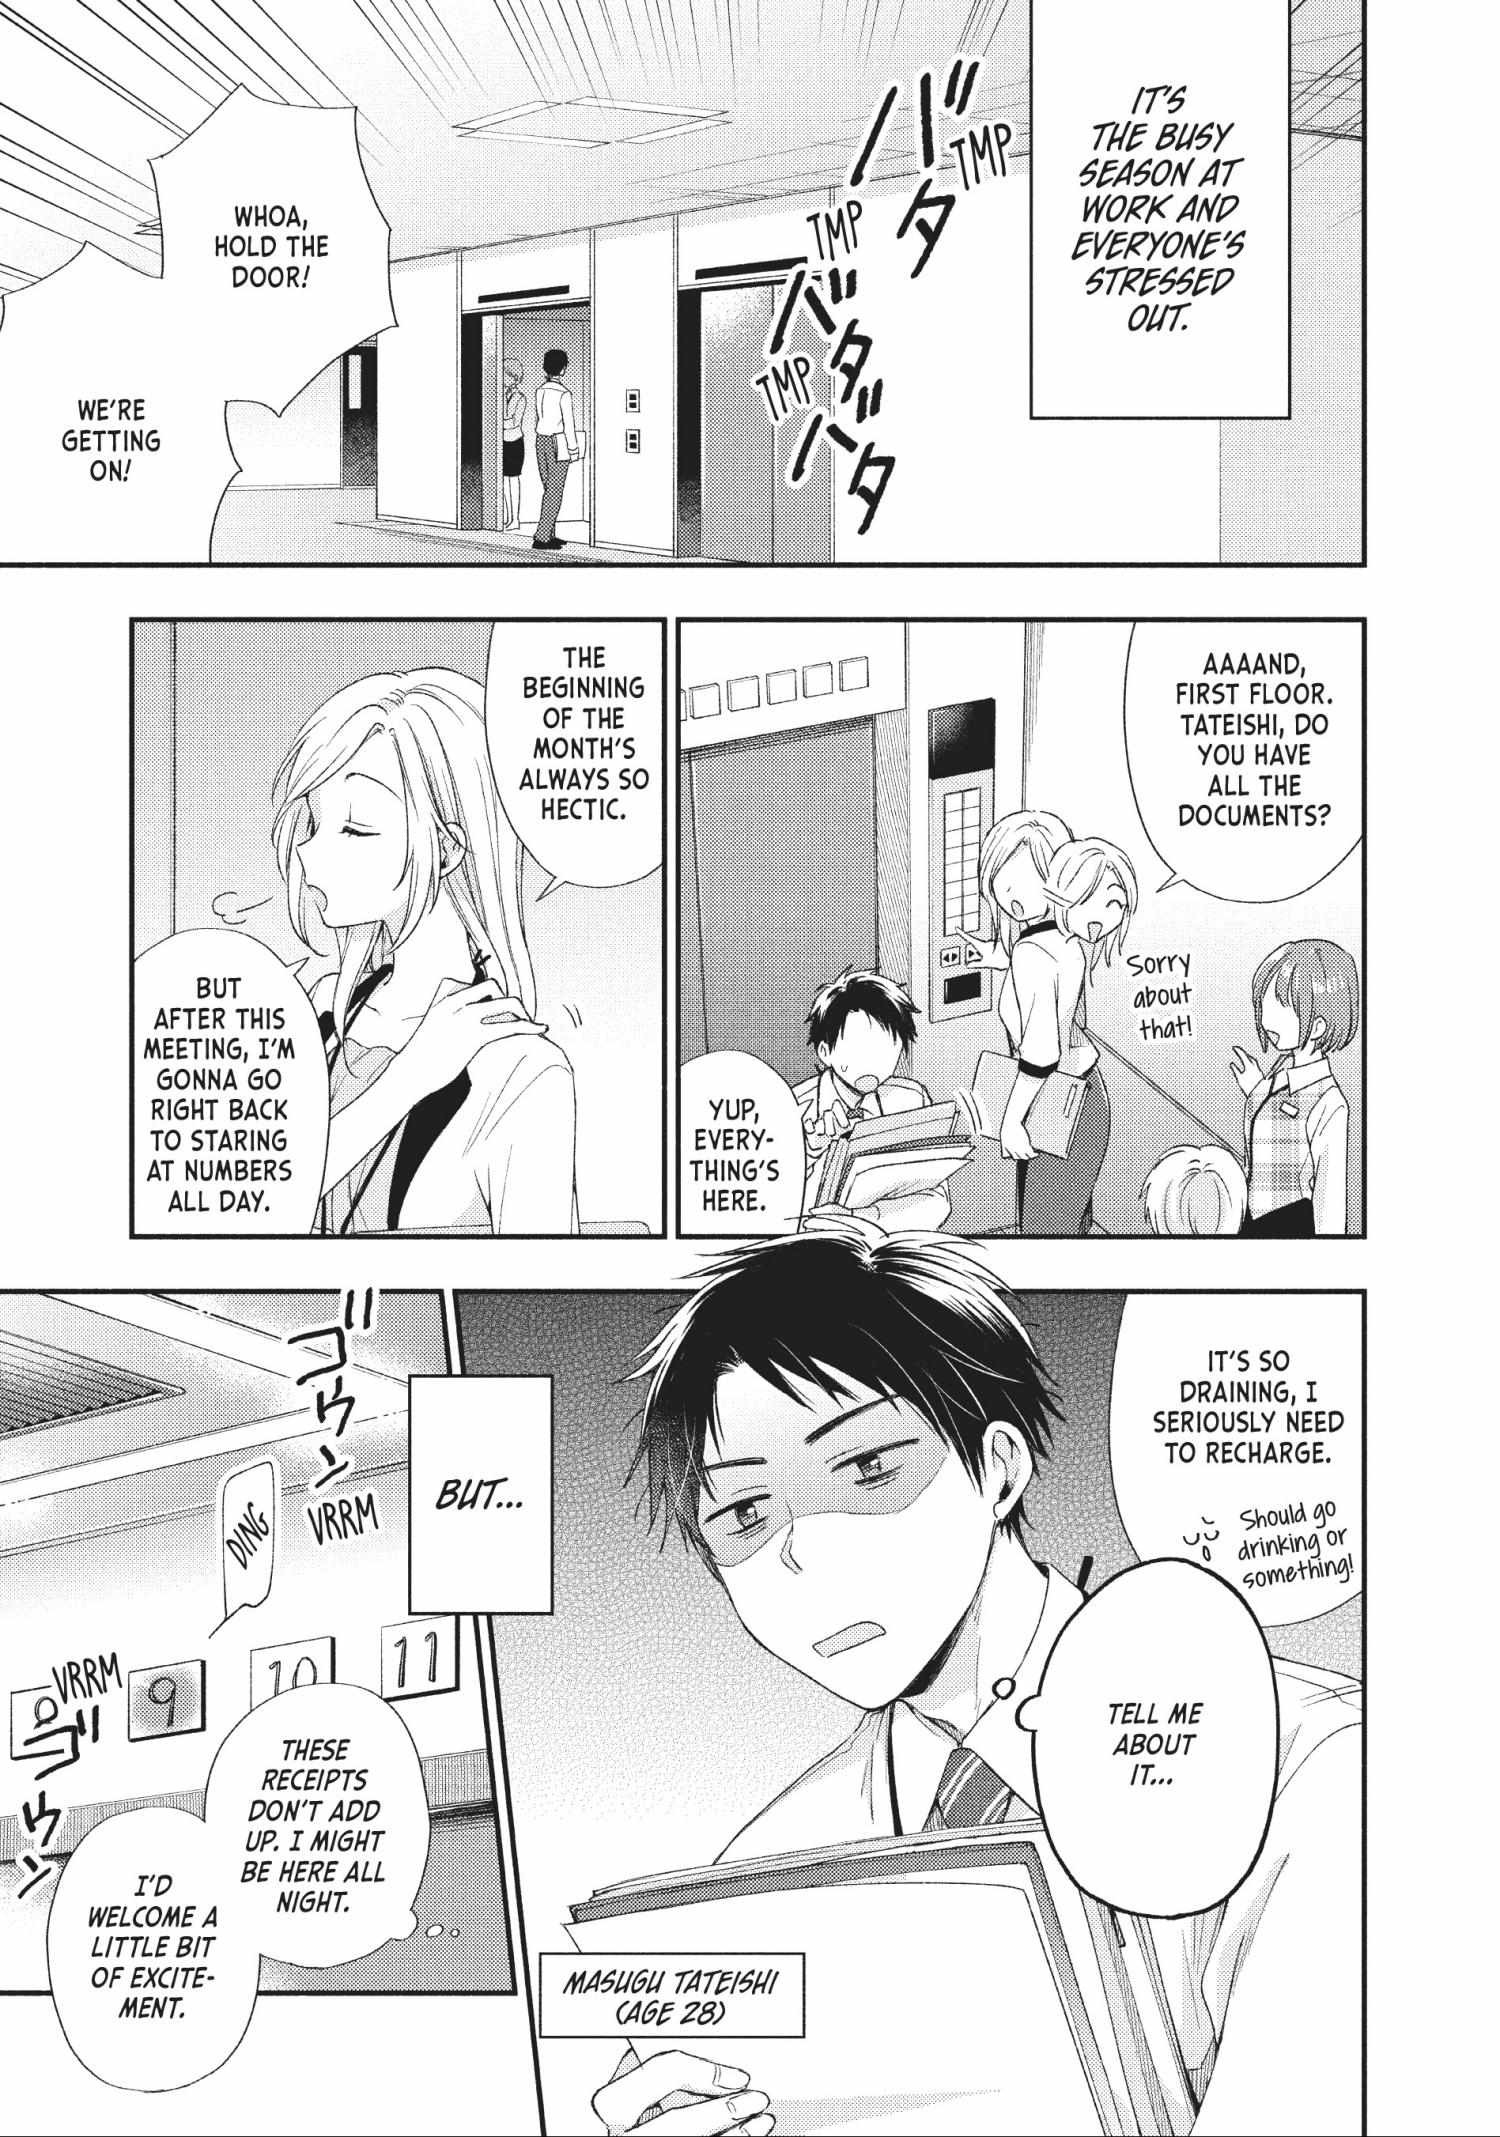 IT'S
THE BUSY
SEASON AT
WORK AND
EVERYONE'S
STRESSED
OUT.
バタ
TMP
TMP
バタ
TMP
バタ
WHOA,
HOLD THE
DOOR!
WE'RE
GETTING
ON!
AAAAND,
FIRST FLOOR.
TATEISHI, DO
YOU HAVE
ALL THE
DOCUMENTS?
Sorry
about
that!
YUP,
EVERY-
THING'S
HERE.
THE
BEGINNING
OF THE
MONTH'S
ALWAYS SO
HECTIC.
BUT
AFTER THIS
MEETING, I'M
GONNA GO
RIGHT BACK
TO STARING
AT NUMBERS
ALL DAY.
IT'S SO
DRAINING, I
SERIOUSLY NEED
TO RECHARGE.
Should go
drinking or
something!
TELL ME
ABOUT
IT...
BUT...
MASUGU TATEISHI
(AGE 28)
ゴウン
VRRM
DING
8
9
10
11
VRRM
ゴウン
THESE
RECEIPTS
DON'T ADD
UP. I MIGHT
BE HERE ALL
NIGHT.
I'D
WELCOME A
LITTLE BIT
OF EXCITE-
MENT.